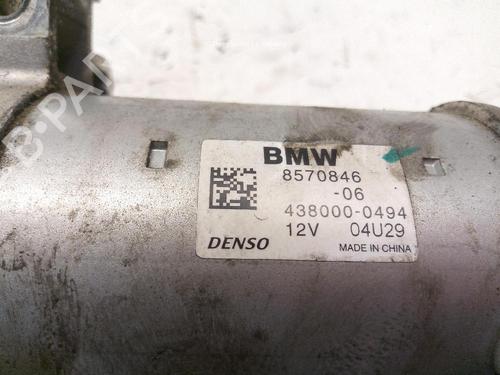 B-PARTS
BMW
8570846
-06
438000-0494
DENSO 12V 04U29
MADE IN CHINA